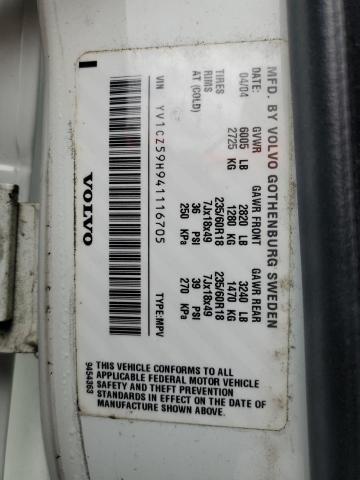 MFD. BY VOLVO GOTHENBURG SWEDEN
DATE: GVWR GAWR FRONT GAWR REAR
04/04 6005 LB 2820 LB 3240 LB
2725 KG 1280 KG 1470 KG
TIRES 235/60R18 235/60R18
RIMS 7Jx18x49 7Jx18x49
AT (COLD) 36 PSI 39 PSI
250 KPa 270 KPa
VIN YV1CZ59H941116705 TYPE:MPV
VOLVO
THIS VEHICLE CONFORMS TO ALL
APPLICABLE FEDERAL MOTOR VEHICLE
SAFETY AND THEFT PREVENTION
STANDARDS IN EFFECT ON THE DATE OF
MANUFACTURE SHOWN ABOVE.
9454363